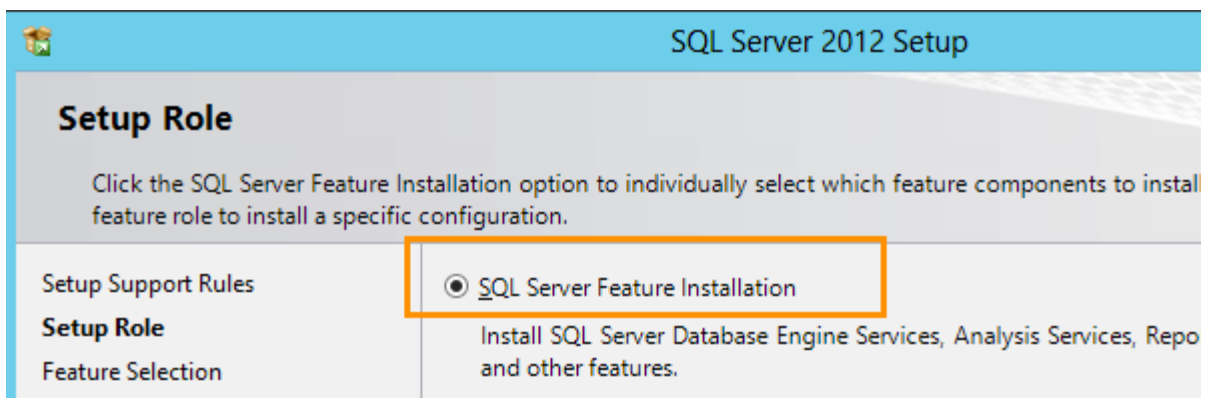 SQL Server 2012 Setup
Setup Role
Click the SQL Server Feature Installation option to individually select which feature components to instal
feature role to install a specific configuration.
Setup Support Rules
Setup Role
Feature Selection
SQL Server Feature Installation
Install SQL Server Database Engine Services, Analysis Services, Repo
and other features.